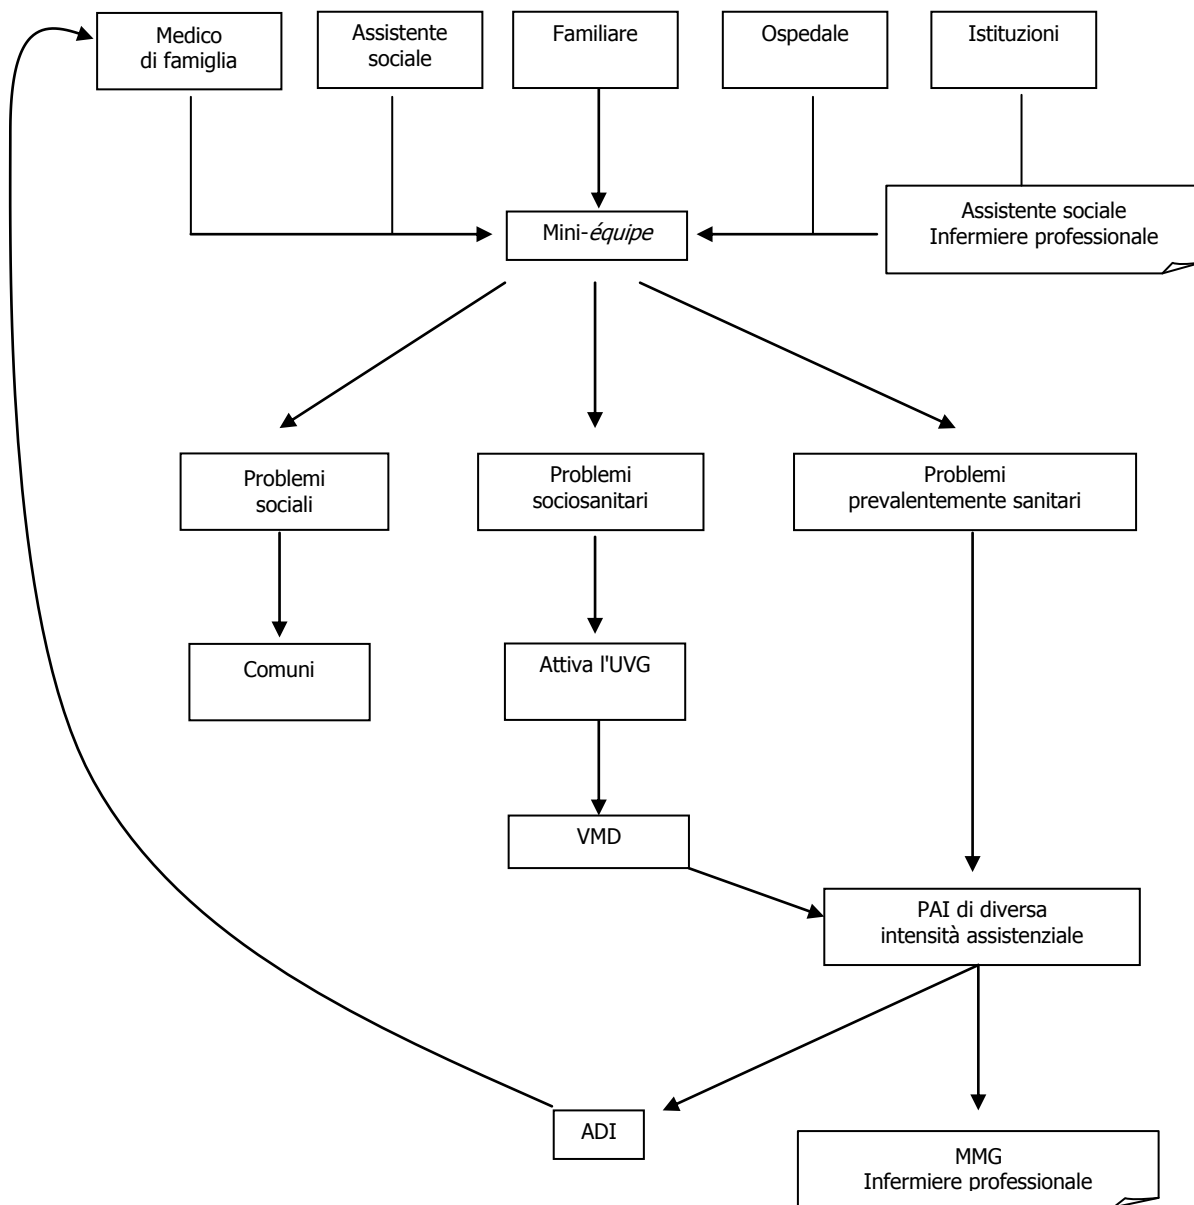 Medico
di famiglia
Assistente
sociale
Familiare
Ospedale
Istituzioni
Assistente sociale
Infermiere professionale
Mini-équipe
Problemi
sociali
Problemi
sociosanitari
Problemi
prevalentemente sanitari
Comuni
Attiva l'UVG
VMD
PAI di diversa
intensità assistenziale
ADI
MMG
Infermiere professionale